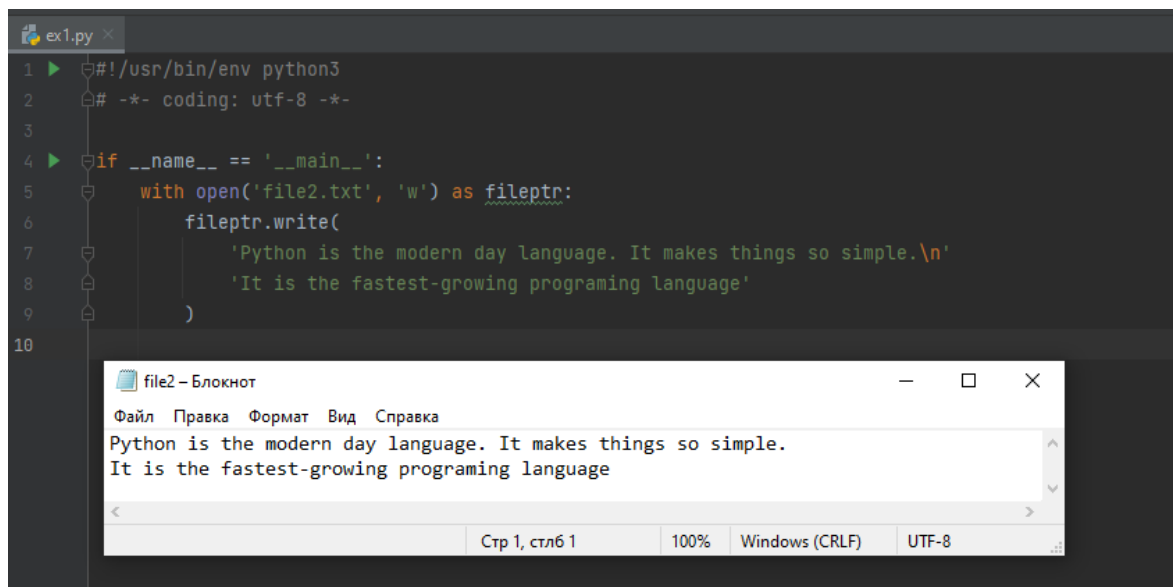 ex1.py
1 #!/usr/bin/env python3
2 # -*- coding: utf-8 -*-
3
4 if __name__ == '__main__':
5     with open('file2.txt', 'w') as fileptr:
6         fileptr.write(
7             'Python is the modern day language. It makes things so simple.\n'
8             'It is the fastest-growing programing language'
9         )
10
file2 – Блокнот
Файл Правка Формат Вид Справка
Python is the modern day language. It makes things so simple.
It is the fastest-growing programing language
Стр 1, стлб 1 100% Windows (CRLF) UTF-8